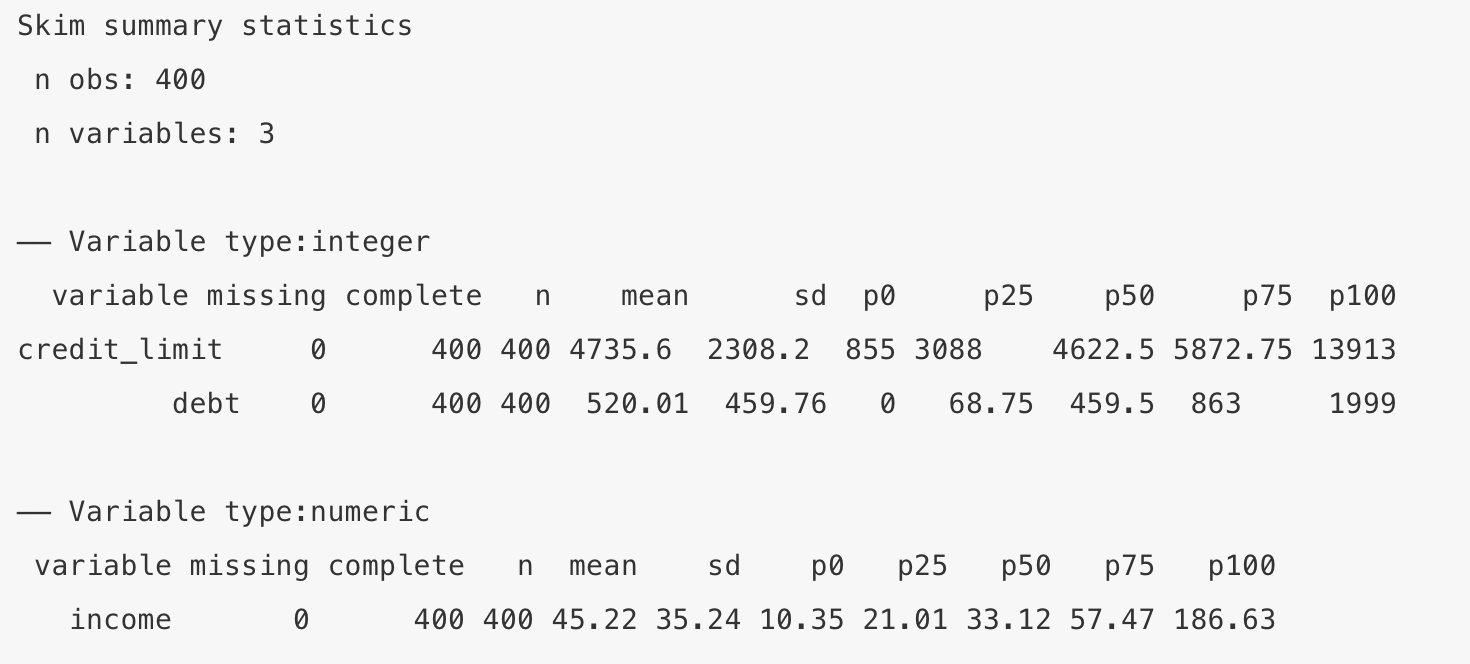 Skim summary statistics
 n obs: 400
 n variables: 3

── Variable type:integer
  variable missing complete   n    mean      sd  p0     p25    p50     p75  p100
credit_limit     0      400 400 4735.6  2308.2  855 3088    4622.5 5872.75 13913
         debt    0      400 400  520.01  459.76   0   68.75  459.5  863     1999

── Variable type:numeric
 variable missing complete   n  mean    sd    p0   p25   p50   p75   p100
   income       0      400 400 45.22 35.24 10.35 21.01 33.12 57.47 186.63